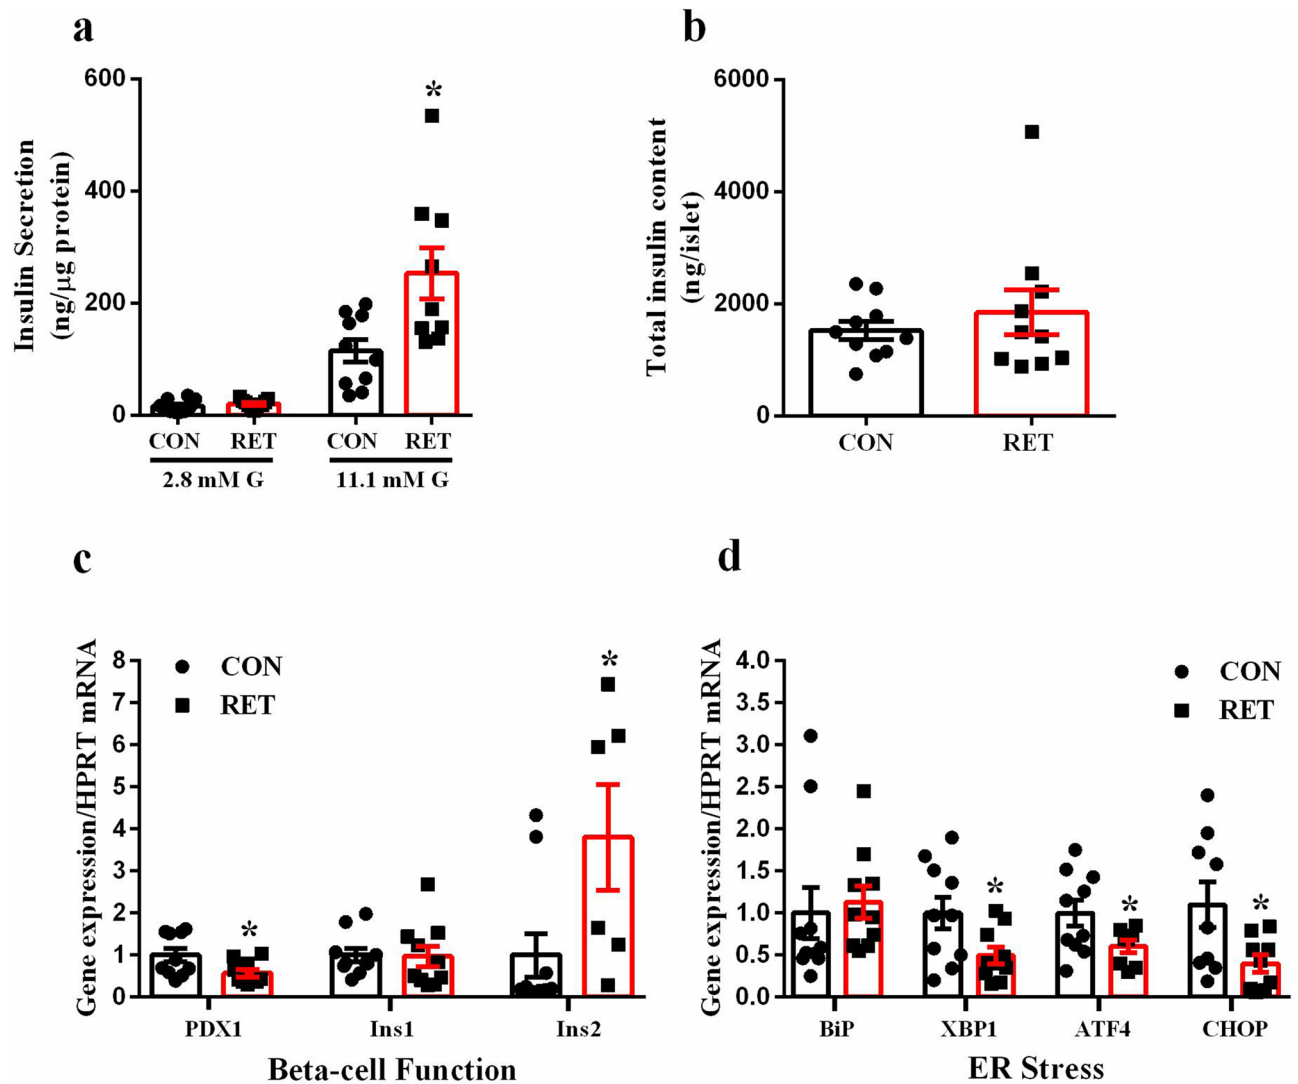 a
Insulin Secretion
(ng/μg protein)
600
400
200
0
*
CON
RET
CON
RET
2.8 mM G
11.1 mM G
b
Total insulin content
(ng/islet)
6000
4000
2000
0
CON
RET
c
Gene expression/HPRT mRNA
8
7
6
5
4
3
2
1
0
CON
RET
*
*
PDX1
Ins1
Ins2
Beta-cell Function
d
Gene expression/HPRT mRNA
4.0
3.5
3.0
2.5
2.0
1.5
1.0
0.5
0.0
CON
RET
*
*
*
BiP
XBP1
ATF4
CHOP
ER Stress